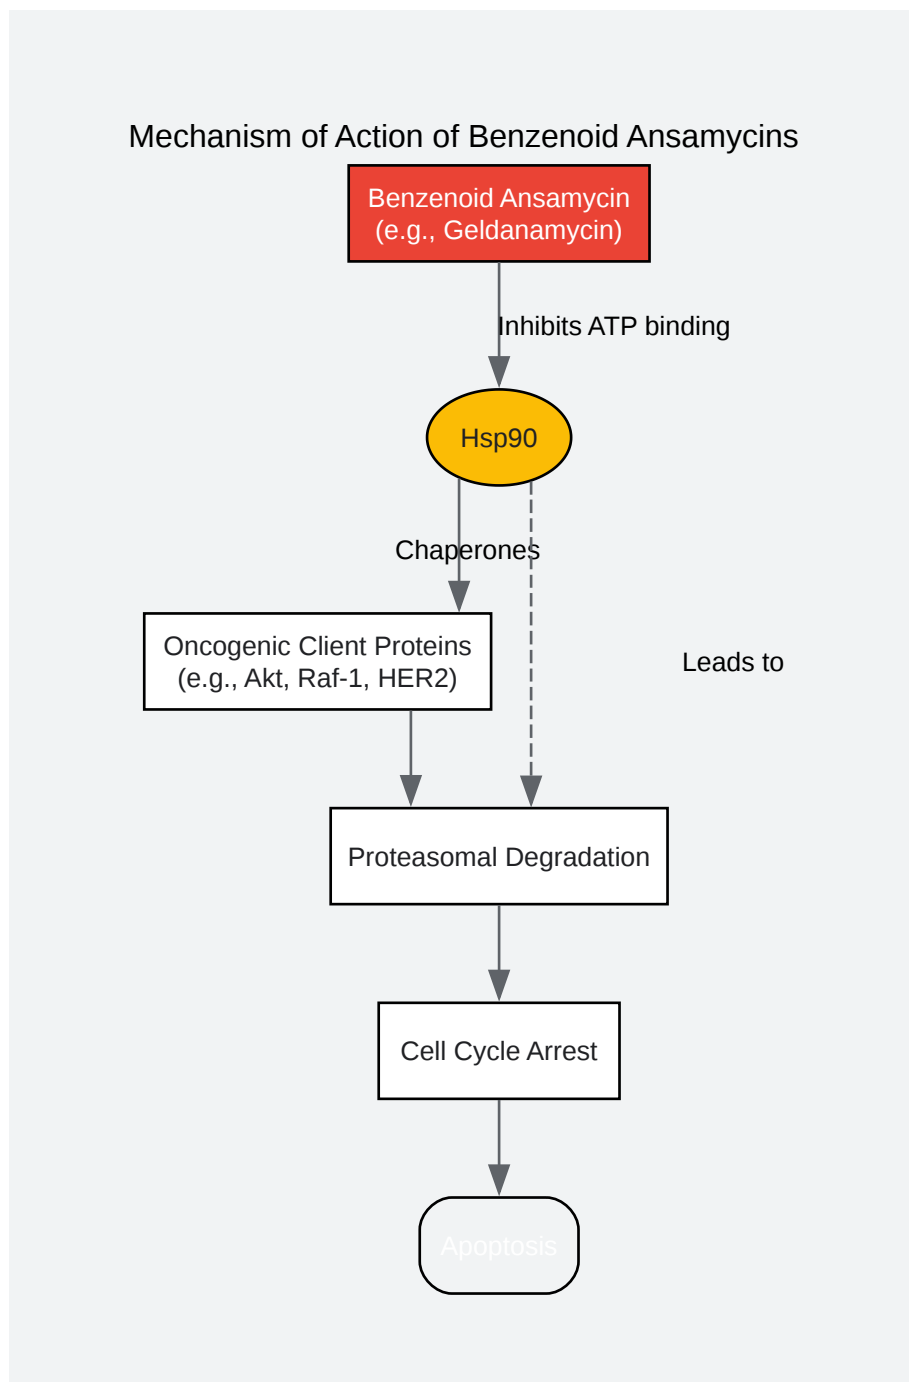 Mechanism of Action of Benzenoid Ansamycins
Benzenoid Ansamycin
(e.g., Geldanamycin)
Inhibits ATP binding
Hsp90
Chaperones
Oncogenic Client Proteins
(e.g., Akt, Raf-1, HER2)
Leads to
Proteasomal Degradation
Cell Cycle Arrest
Apoptosis